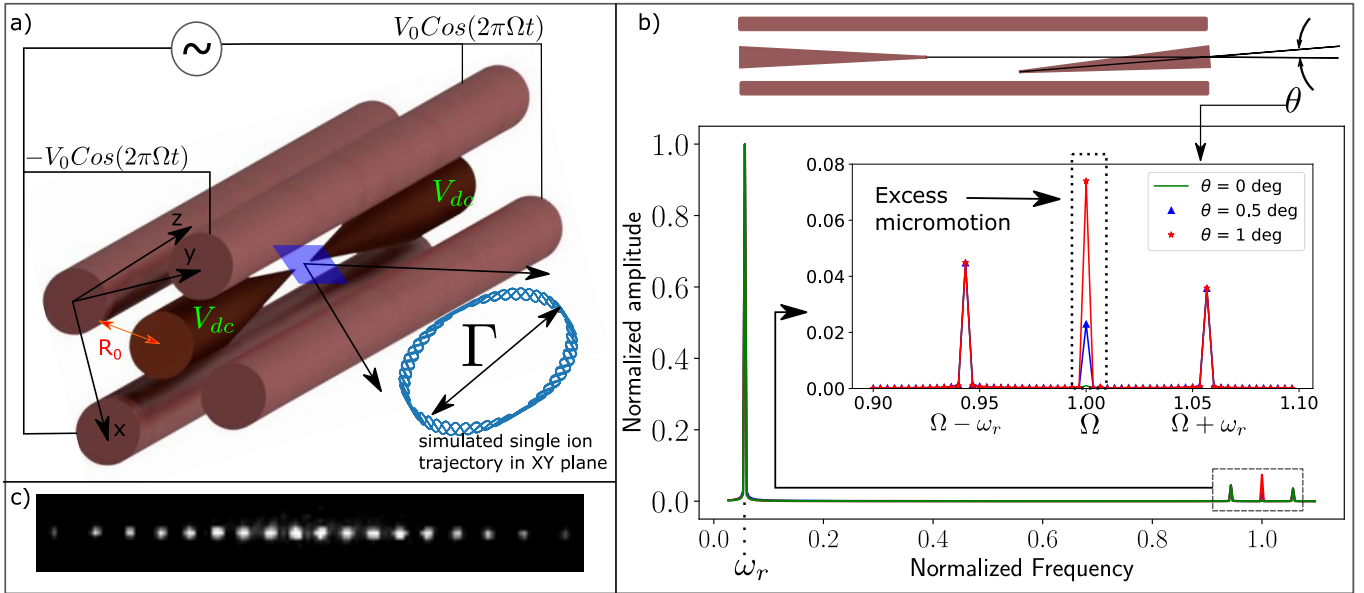 a)
V₀Cos(2πΩt)
~
−V₀Cos(2πΩt)
V_dc
z
y
V_dc
R₀
x
Γ
simulated single ion
trajectory in XY plane
c)
b)
θ
Normalized amplitude
1.0
0.8
0.6
0.4
0.2
0.0
0.0
0.2
0.4
0.6
0.8
1.0
ω_r
Normalized Frequency
0.08
0.06
0.04
0.02
0.00
Excess
micromotion
θ = 0 deg
θ = 0.5 deg
θ = 1 deg
0.90
0.95
1.00
1.05
1.10
Ω − ω_r
Ω
Ω + ω_r